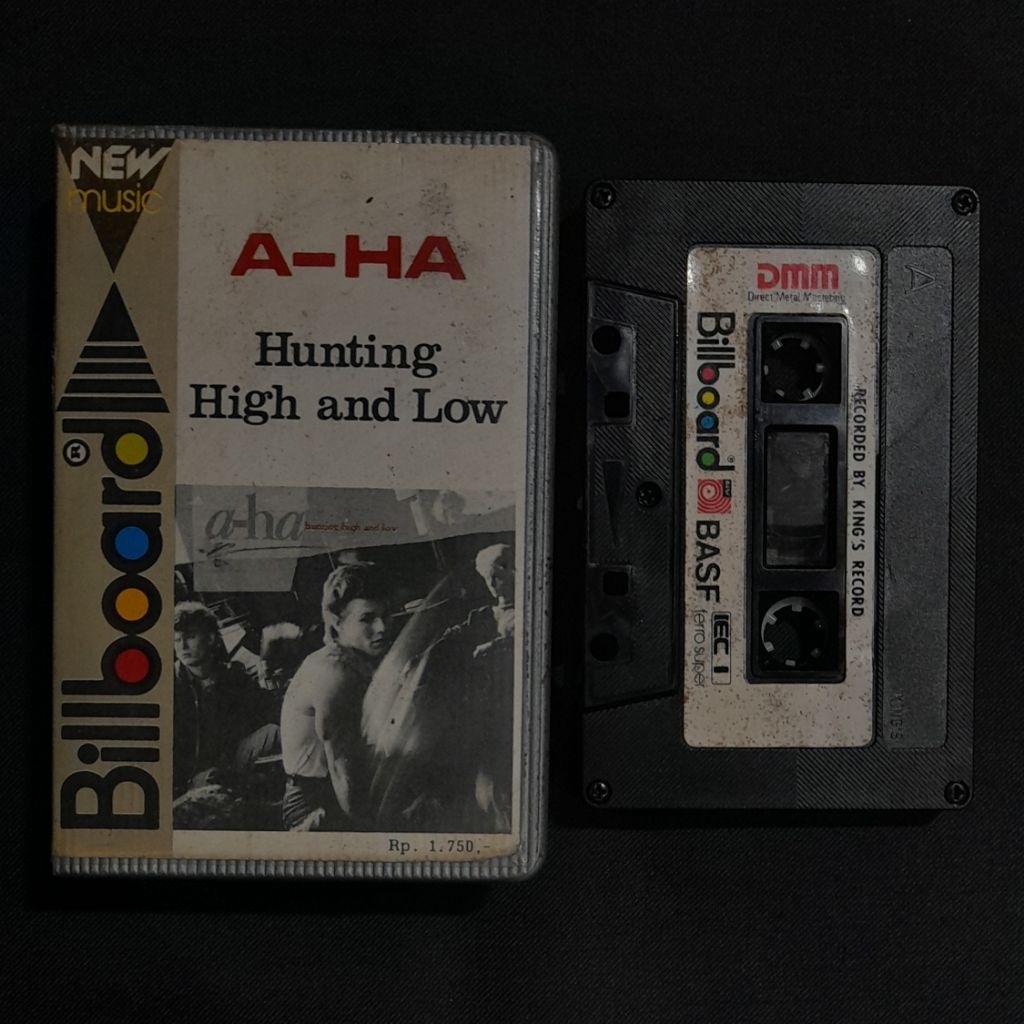 NEW
music
Billboard®
A-HA
Hunting
High and Low
a-ha
hunting high and low
Rp. 1.750,-
DMM
Direct Metal Mastering
Billboard®
BASF
IEC I
ferro super
RECORDED BY KING'S RECORD
A
KING'S